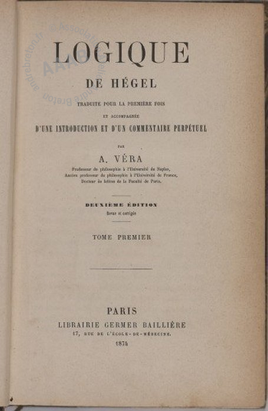 LOGIQUE
DE HÉGEL
TRADUITE POUR LA PREMIÈRE FOIS
ET ACCOMPAGNÉE
D'UNE INTRODUCTION ET D'UN COMMENTAIRE PERPÉTUEL
PAR
A. VÉRA
Professeur de philosophie à l'Université de Naples,
Ancien professeur de philosophie à l'Université de France,
Docteur ès lettres de la Faculté de Paris.
DEUXIÈME ÉDITION
Revue et corrigée
TOME PREMIER
PARIS
LIBRAIRIE GERMER BAILLIÈRE
17, RUE DE L'ÉCOLE-DE-MÉDECINE.
1874